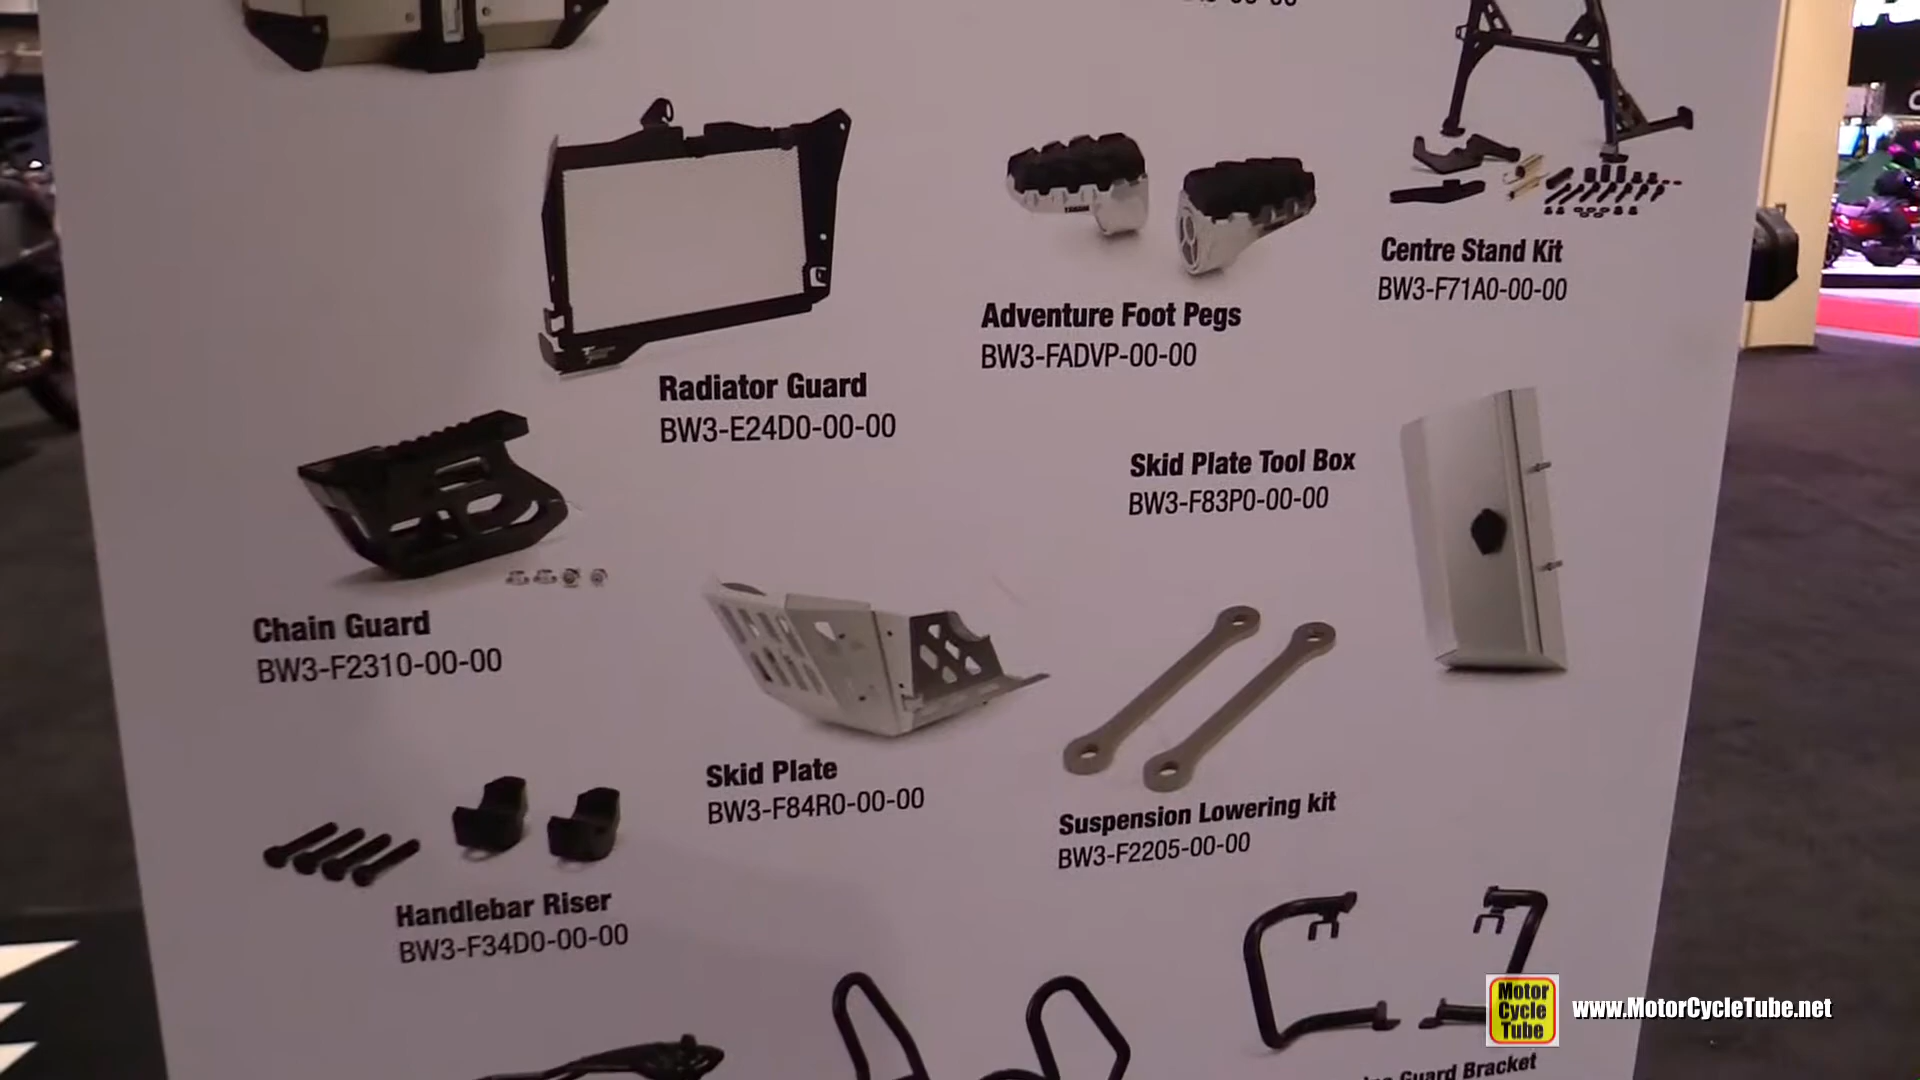 Centre Stand Kit
BW3-F71A0-00-00
Adventure Foot Pegs
BW3-FADVP-00-00
Radiator Guard
BW3-E24D0-00-00
Skid Plate Tool Box
BW3-F83P0-00-00
Chain Guard
BW3-F2310-00-00
Skid Plate
BW3-F84R0-00-00
Suspension Lowering kit
BW3-F2205-00-00
Handlebar Riser
BW3-F34D0-00-00
Guard Bracket
Motor
Cycle
Tube
www.MotorCycleTube.net